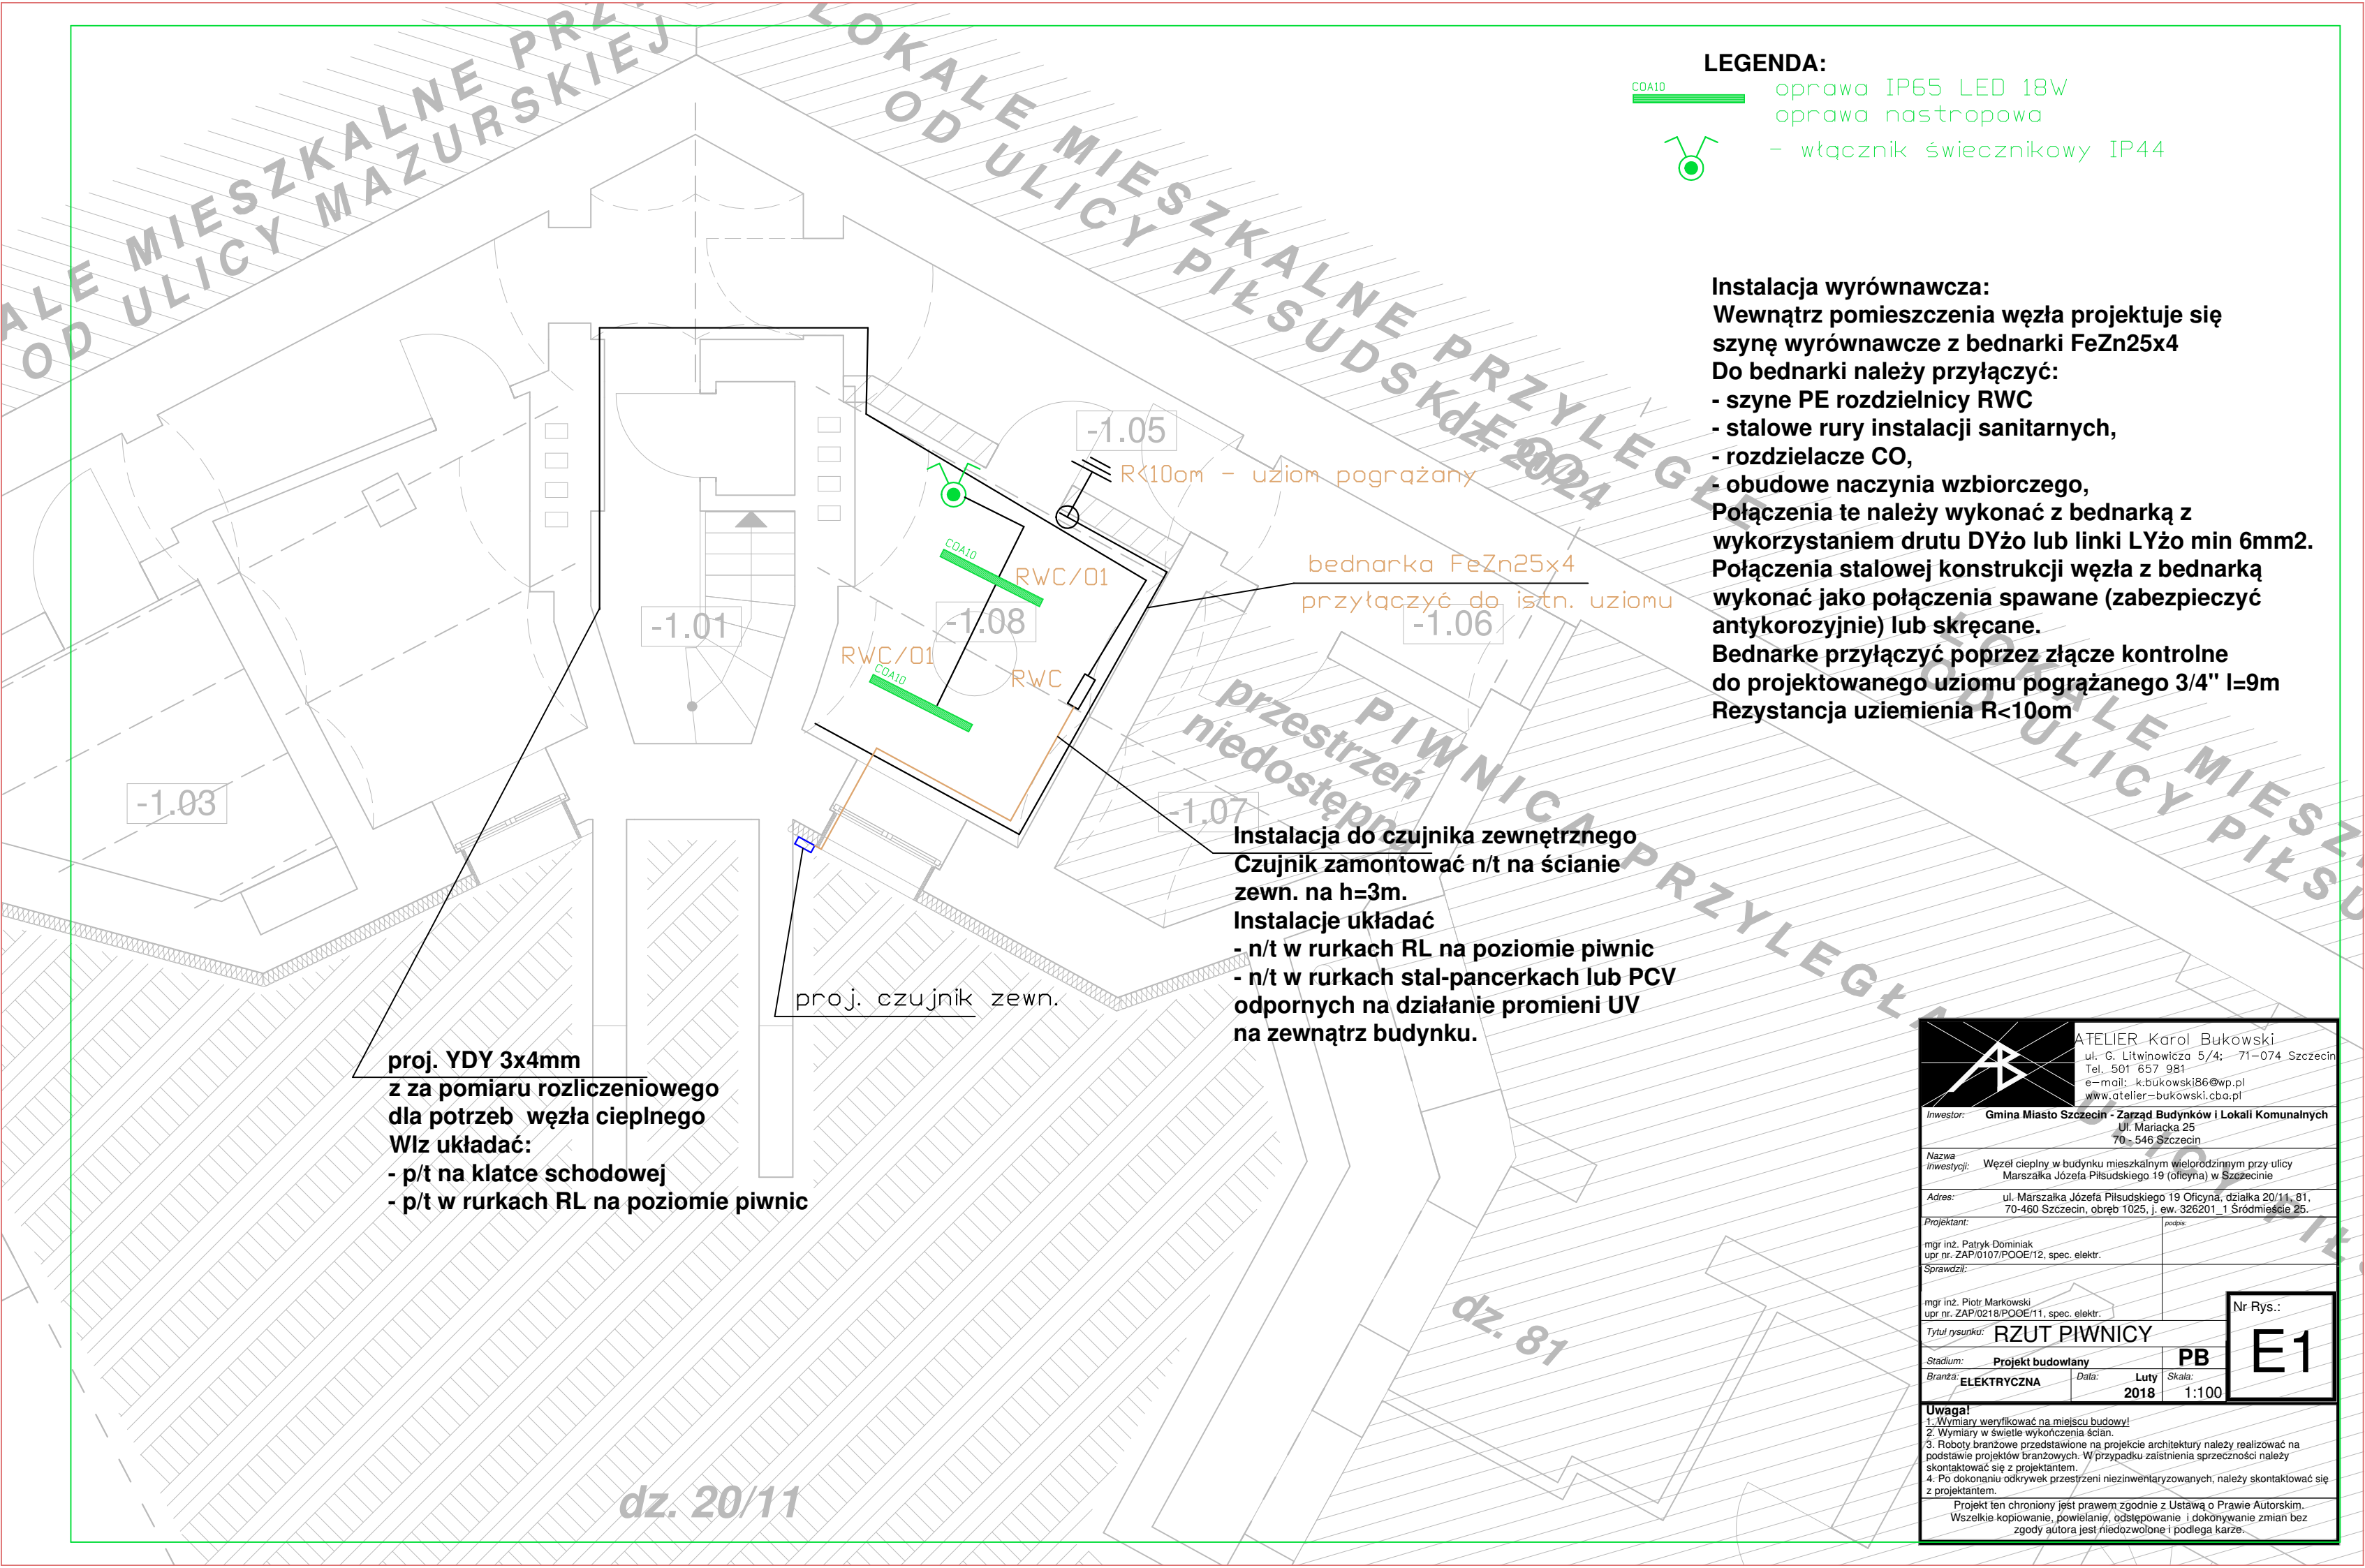 LOKALE MIESZKALNE PRZYLEGŁE
OD ULICY PIŁSUDSKIEGO
ALE MIESZKALNE PRZ
OD ULICY MAZURSKIEJ
LEGENDA:
COA10
oprawa IP65 LED 18W
oprawa nastropowa
- włącznik świecznikowy IP44
Instalacja wyrównawcza:
Wewnątrz pomieszczenia węzła projektuje się
szynę wyrównawcze z bednarki FeZn25x4
Do bednarki należy przyłączyć:
- szyne PE rozdzielnicy RWC
- stalowe rury instalacji sanitarnych,
- rozdzielacze CO,
- obudowe naczynia wzbiorczego,
Połączenia te należy wykonać z bednarką z
wykorzystaniem drutu DYżo lub linki LYżo min 6mm2.
Połączenia stalowej konstrukcji węzła z bednarką
wykonać jako połączenia spawane (zabezpieczyć
antykorozyjnie) lub skręcane.
Bednarke przyłączyć poprzez złącze kontrolne
do projektowanego uziomu pogrążanego 3/4" l=9m
Rezystancja uziemienia R<10om
dz. 20/24
-1.05
R<10om - uziom pogrążany
bednarka FeZn25x4
przyłączyć do istn. uziomu
COA10
RWC/01
-1.08
-1.01
-1.06
RWC/01
COA10
RWC
LOKALE MIESZ
OD ULICY PIŁSU
przestrzeń
niedostępna
PIWNICA PRZYLEGŁA
ULICY PIŁS
-1.03
-1.07
Instalacja do czujnika zewnętrznego
Czujnik zamontować n/t na ścianie
zewn. na h=3m.
Instalacje układać
- n/t w rurkach RL na poziomie piwnic
- n/t w rurkach stal-pancerkach lub PCV
odpornych na działanie promieni UV
na zewnątrz budynku.
proj. czujnik zewn.
proj. YDY 3x4mm
z za pomiaru rozliczeniowego
dla potrzeb węzła cieplnego
Wlz układać:
- p/t na klatce schodowej
- p/t w rurkach RL na poziomie piwnic
dz. 81
dz. 20/11
AB
ATELIER Karol Bukowski
ul. G. Litwinowicza 5/4; 71-074 Szczecin
Tel. 501 657 981
e-mail: k.bukowski86@wp.pl
www.atelier-bukowski.cba.pl
Inwestor: Gmina Miasto Szczecin - Zarząd Budynków i Lokali Komunalnych
Ul. Mariacka 25
70 - 546 Szczecin
Nazwa inwestycji: Węzeł cieplny w budynku mieszkalnym wielorodzinnym przy ulicy
Marszałka Józefa Piłsudskiego 19 (oficyna) w Szczecinie
Adres: ul. Marszałka Józefa Piłsudskiego 19 Oficyna, działka 20/11, 81,
70-460 Szczecin, obręb 1025, j. ew. 326201_1 Śródmieście 25.
Projektant: podpis:
mgr inż. Patryk Dominiak
upr nr. ZAP/0107/POOE/12, spec. elektr.
Sprawdził:
mgr inż. Piotr Markowski
upr nr. ZAP/0218/POOE/11, spec. elektr.
Nr Rys.:
E1
Tytuł rysunku: RZUT PIWNICY
Stadium: Projekt budowlany PB
Branża: ELEKTRYCZNA Data: Luty 2018 Skala: 1:100
Uwaga!
1. Wymiary weryfikować na miejscu budowy!
2. Wymiary w świetle wykończenia ścian.
3. Roboty branżowe przedstawione na projekcie architektury należy realizować na
podstawie projektów branżowych. W przypadku zaistnienia sprzeczności należy
skontaktować się z projektantem.
4. Po dokonaniu odkrywek przestrzeni niezinwentaryzowanych, należy skontaktować się
z projektantem.
Projekt ten chroniony jest prawem zgodnie z Ustawą o Prawie Autorskim.
Wszelkie kopiowanie, powielanie, odstępowanie i dokonywanie zmian bez
zgody autora jest niedozwolone i podlega karze.